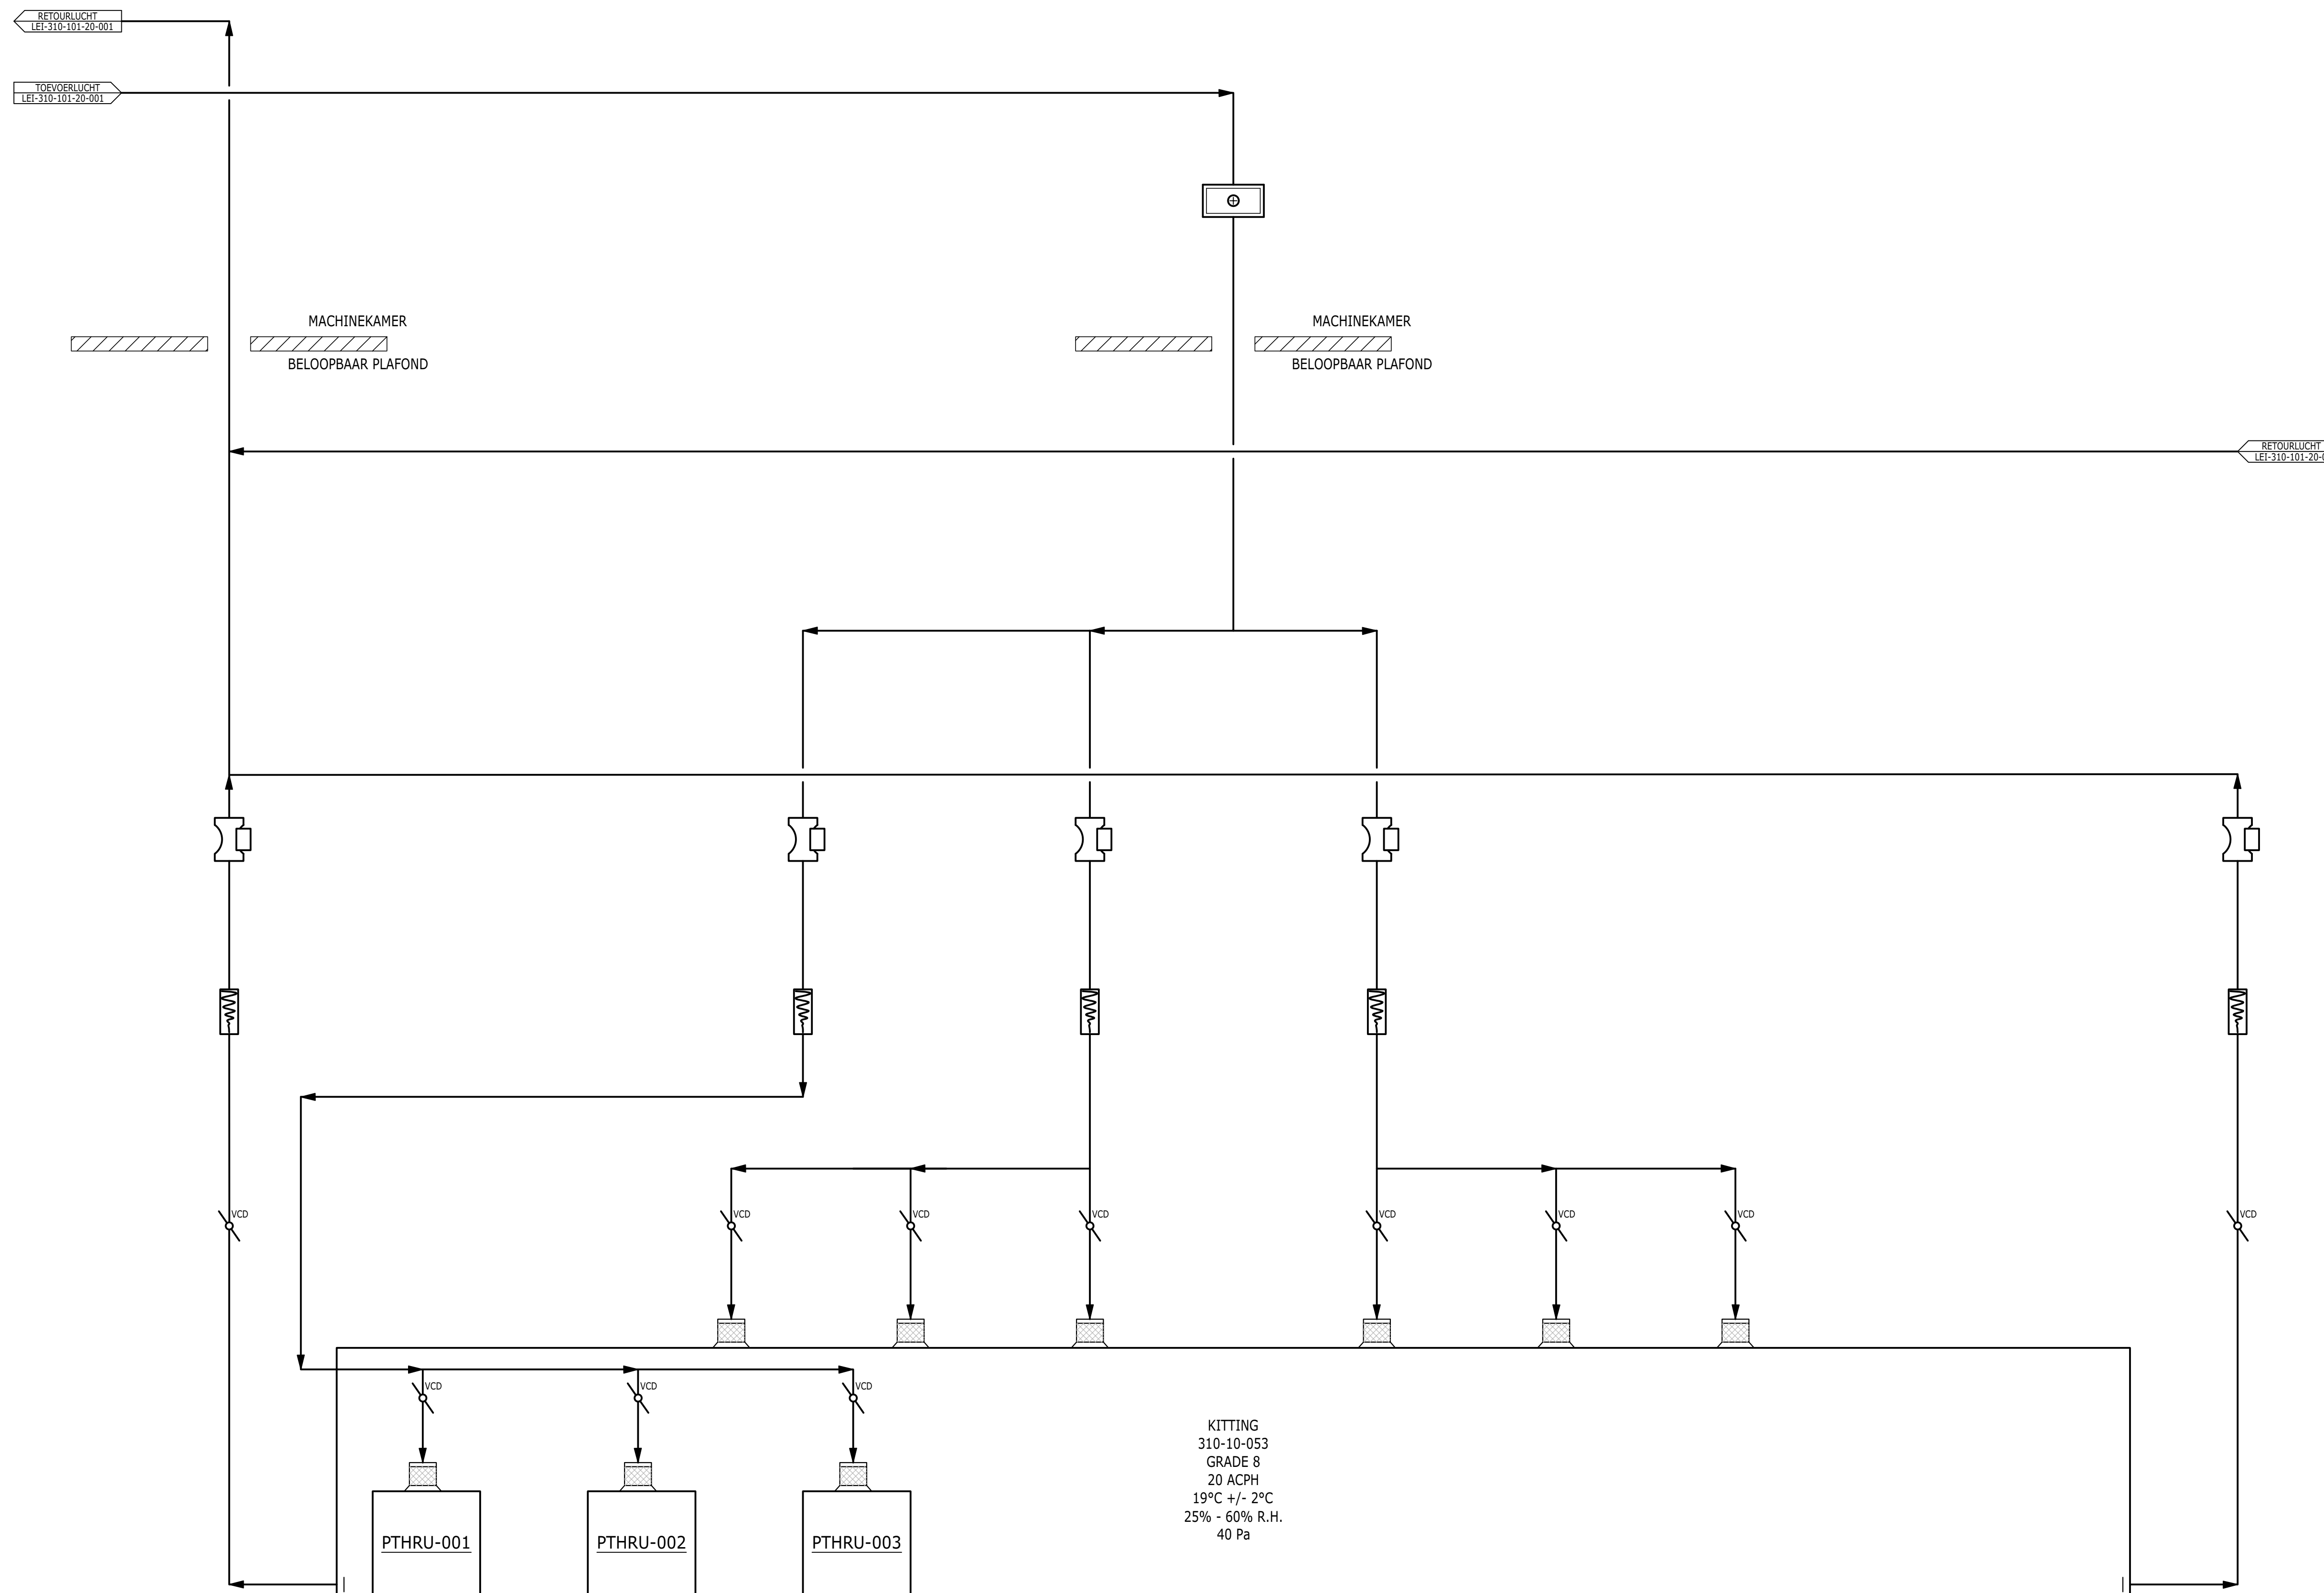 RETOURLUCHT
LEI-310-101-20-001
TOEVOERLUCHT
LEI-310-101-20-001
MACHINEKAMER
BELOOPBAAR PLAFOND
MACHINEKAMER
BELOOPBAAR PLAFOND
RETOURLUCHT
VCD
VCD
VCD
VCD
VCD
VCD
VCD
VCD
VCD
VCD
VCD
KITTING
310-10-053
GRADE 8
20 ACPH
19°C +/- 2°C
25% - 60% R.H.
40 Pa
PTHRU-001
PTHRU-002
PTHRU-003